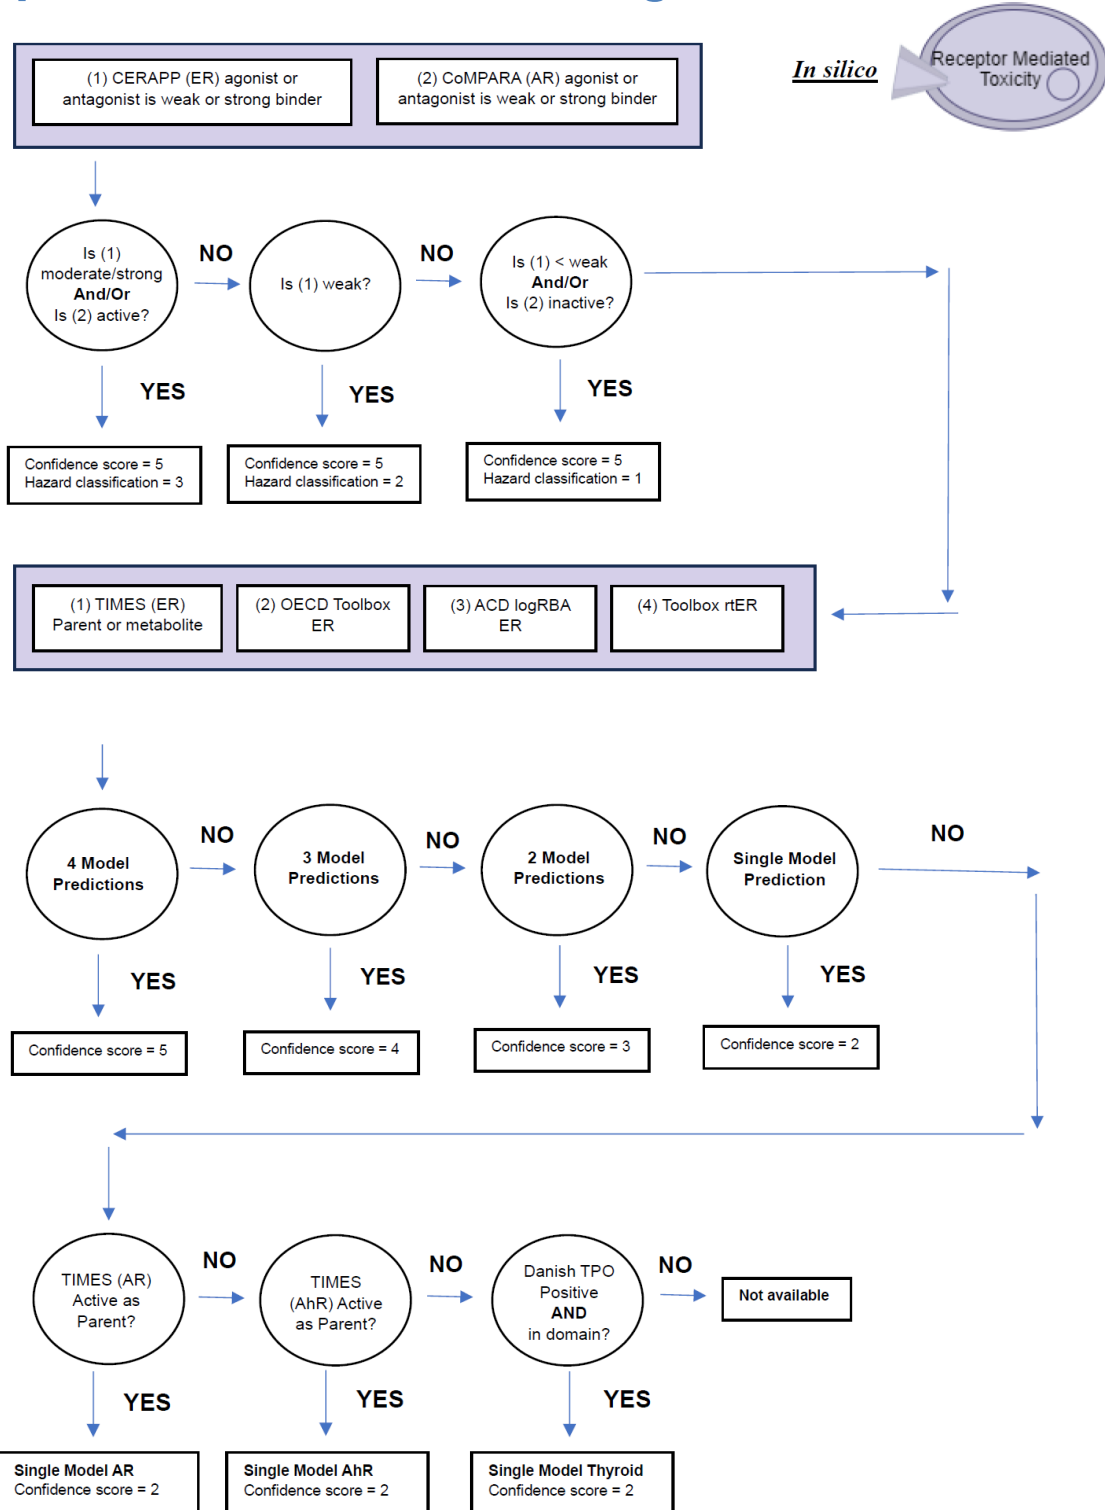 In silico
Receptor Mediated
Toxicity
(1) CERAPP (ER) agonist or
antagonist is weak or strong binder
(2) CoMPARA (AR) agonist or
antagonist is weak or strong binder
Is (1)
moderate/strong
And/Or
Is (2) active?
NO
Is (1) weak?
NO
Is (1) < weak
And/Or
Is (2) inactive?
YES
YES
YES
Confidence score = 5
Hazard classification = 3
Confidence score = 5
Hazard classification = 2
Confidence score = 5
Hazard classification = 1
(1) TIMES (ER)
Parent or metabolite
(2) OECD Toolbox
ER
(3) ACD logRBA
ER
(4) Toolbox rtER
4 Model
Predictions
NO
3 Model
Predictions
NO
2 Model
Predictions
NO
Single Model
Prediction
NO
YES
YES
YES
YES
Confidence score = 5
Confidence score = 4
Confidence score = 3
Confidence score = 2
TIMES (AR)
Active as
Parent?
NO
TIMES
(AhR) Active
as Parent?
NO
Danish TPO
Positive
AND
in domain?
NO
Not available
YES
YES
YES
Single Model AR
Confidence score = 2
Single Model AhR
Confidence score = 2
Single Model Thyroid
Confidence score = 2